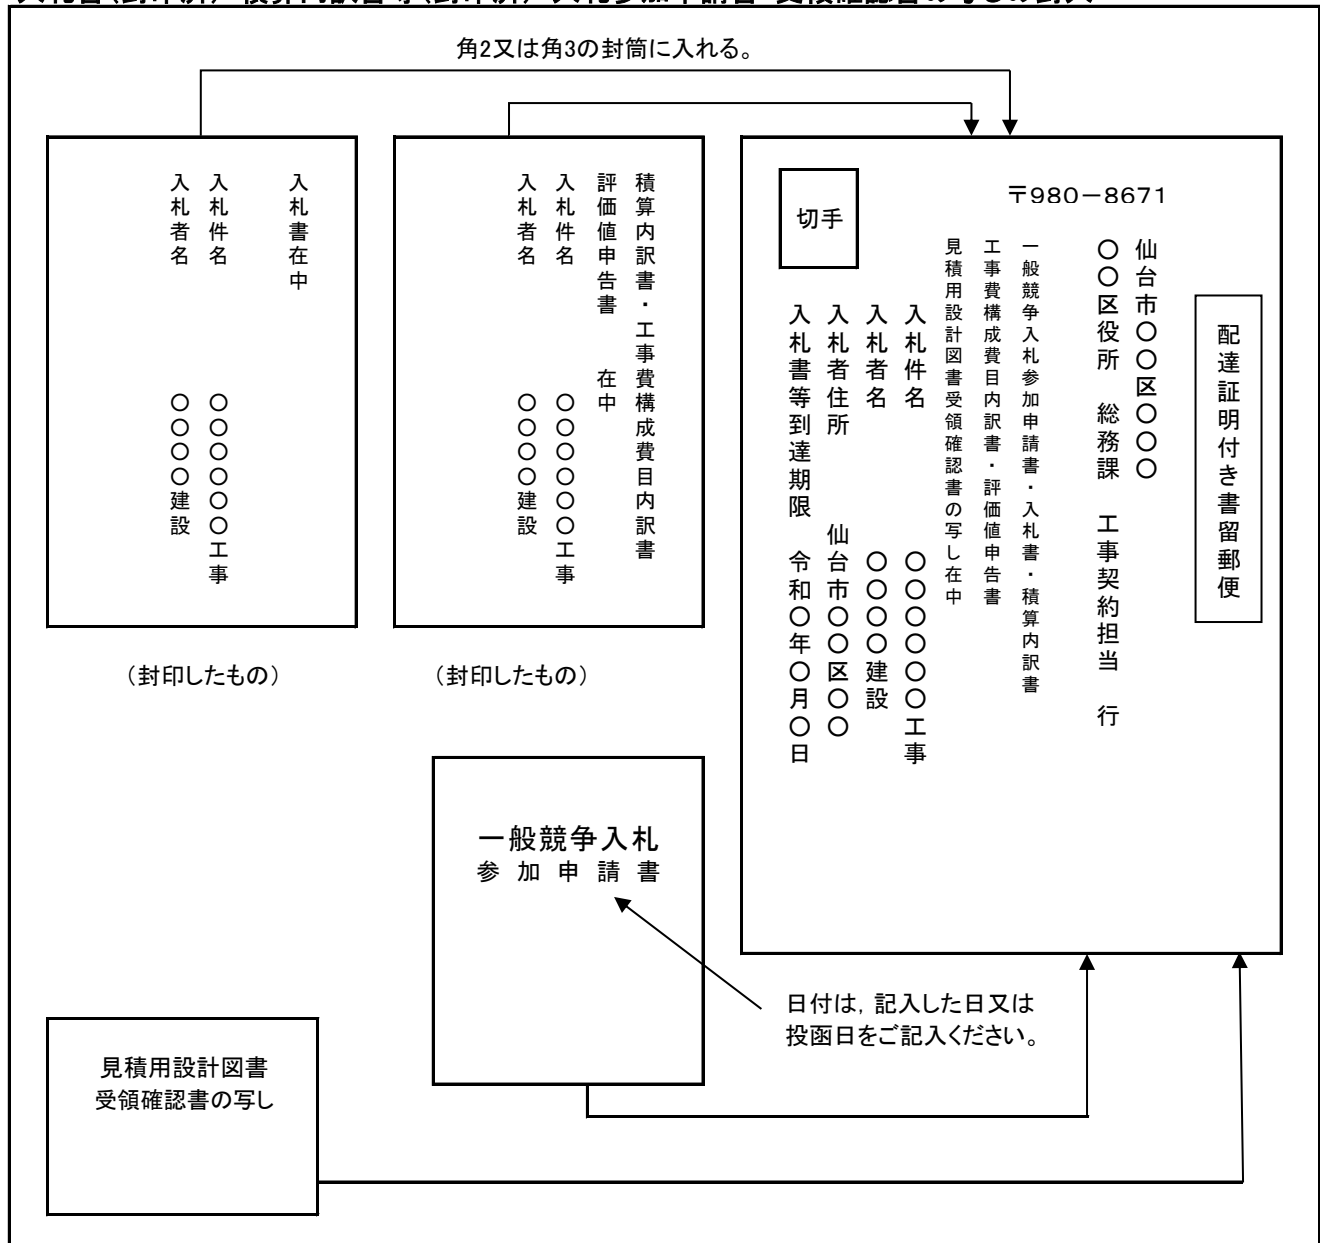 角2又は角3の封筒に入れる。
入札書在中
入札件名　○○○○○○工事
入札者名　○○○○建設
（封印したもの）
積算内訳書・工事費構成費目内訳書
評価値申告書　在中
入札件名　○○○○○○工事
入札者名　○○○○建設
（封印したもの）
切手
〒980－8671
配達証明付き書留郵便
仙台市○○区○○○
○○区役所　総務課　工事契約担当　行
一般競争入札参加申請書・入札書・積算内訳書
工事費構成費目内訳書・評価値申告書
見積用設計図書受領確認書の写し在中
入札件名　○○○○○○工事
入札者名　○○○○建設
入札者住所　仙台市○○区○○
入札書等到達期限　令和○年○月○日
一般競争入札
参加申請書
日付は，記入した日又は
投函日をご記入ください。
見積用設計図書
受領確認書の写し